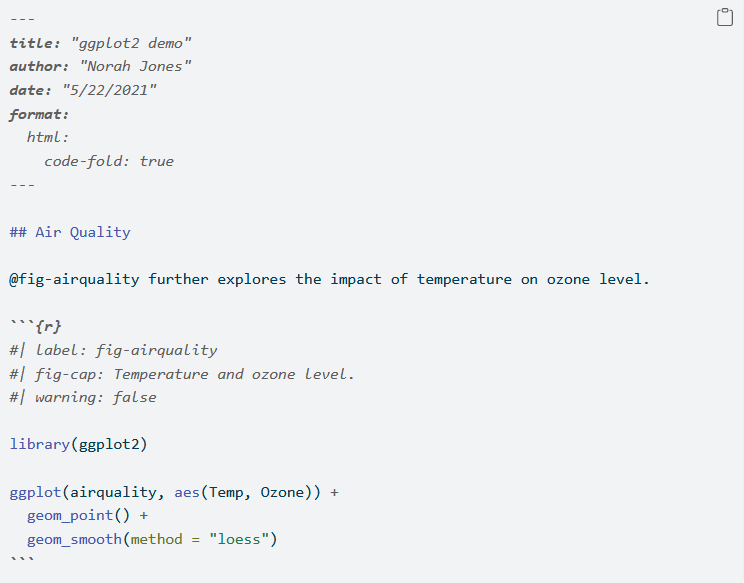 ---
title: "ggplot2 demo"
author: "Norah Jones"
date: "5/22/2021"
format:
  html:
    code-fold: true
---

## Air Quality

@fig-airquality further explores the impact of temperature on ozone level.

```{r}
#| label: fig-airquality
#| fig-cap: Temperature and ozone level.
#| warning: false

library(ggplot2)

ggplot(airquality, aes(Temp, Ozone)) +
  geom_point() +
  geom_smooth(method = "loess")
```